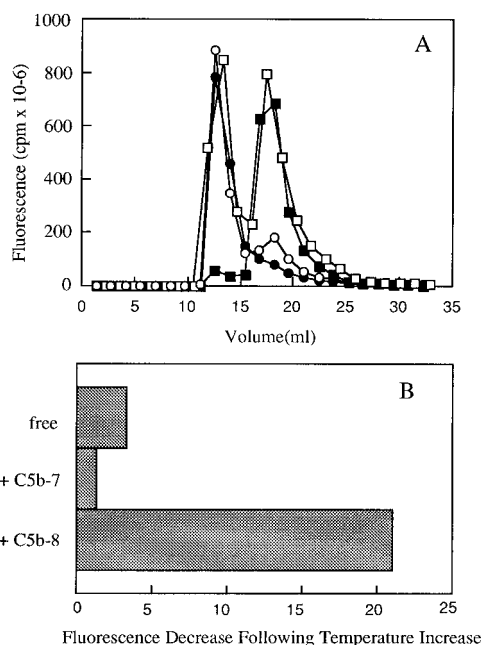 A
1000
800
600
400
200
0
Fluorescence (cpm x 10-6)
0 5 10 15 20 25 30 35
Volume(ml)
B
free
+ C5b-7
+ C5b-8
0 5 10 15 20 25
Fluorescence Decrease Following Temperature Increase